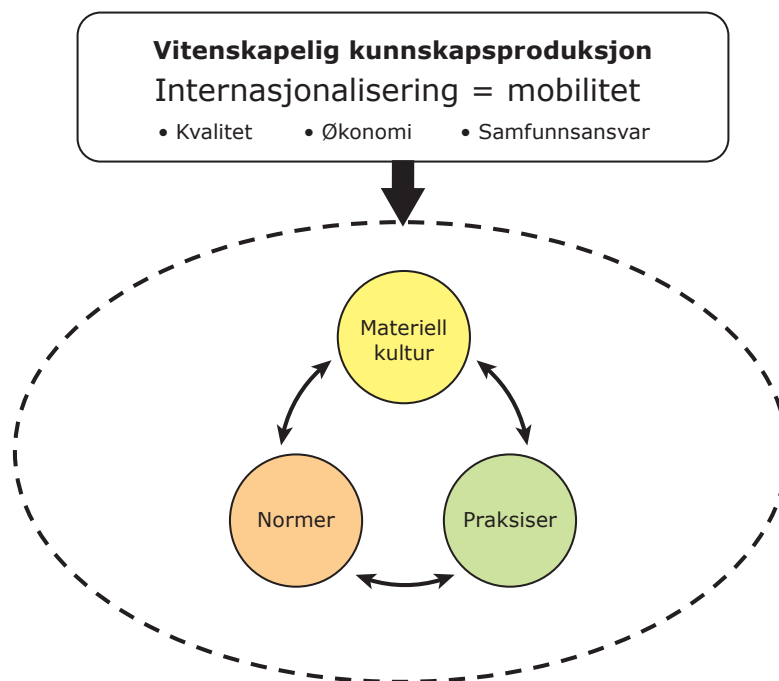 Vitenskapelig kunnskapsproduksjon
Internasjonalisering = mobilitet
• Kvalitet • Økonomi • Samfunnsansvar
Materiell
kultur
Normer
Praksiser